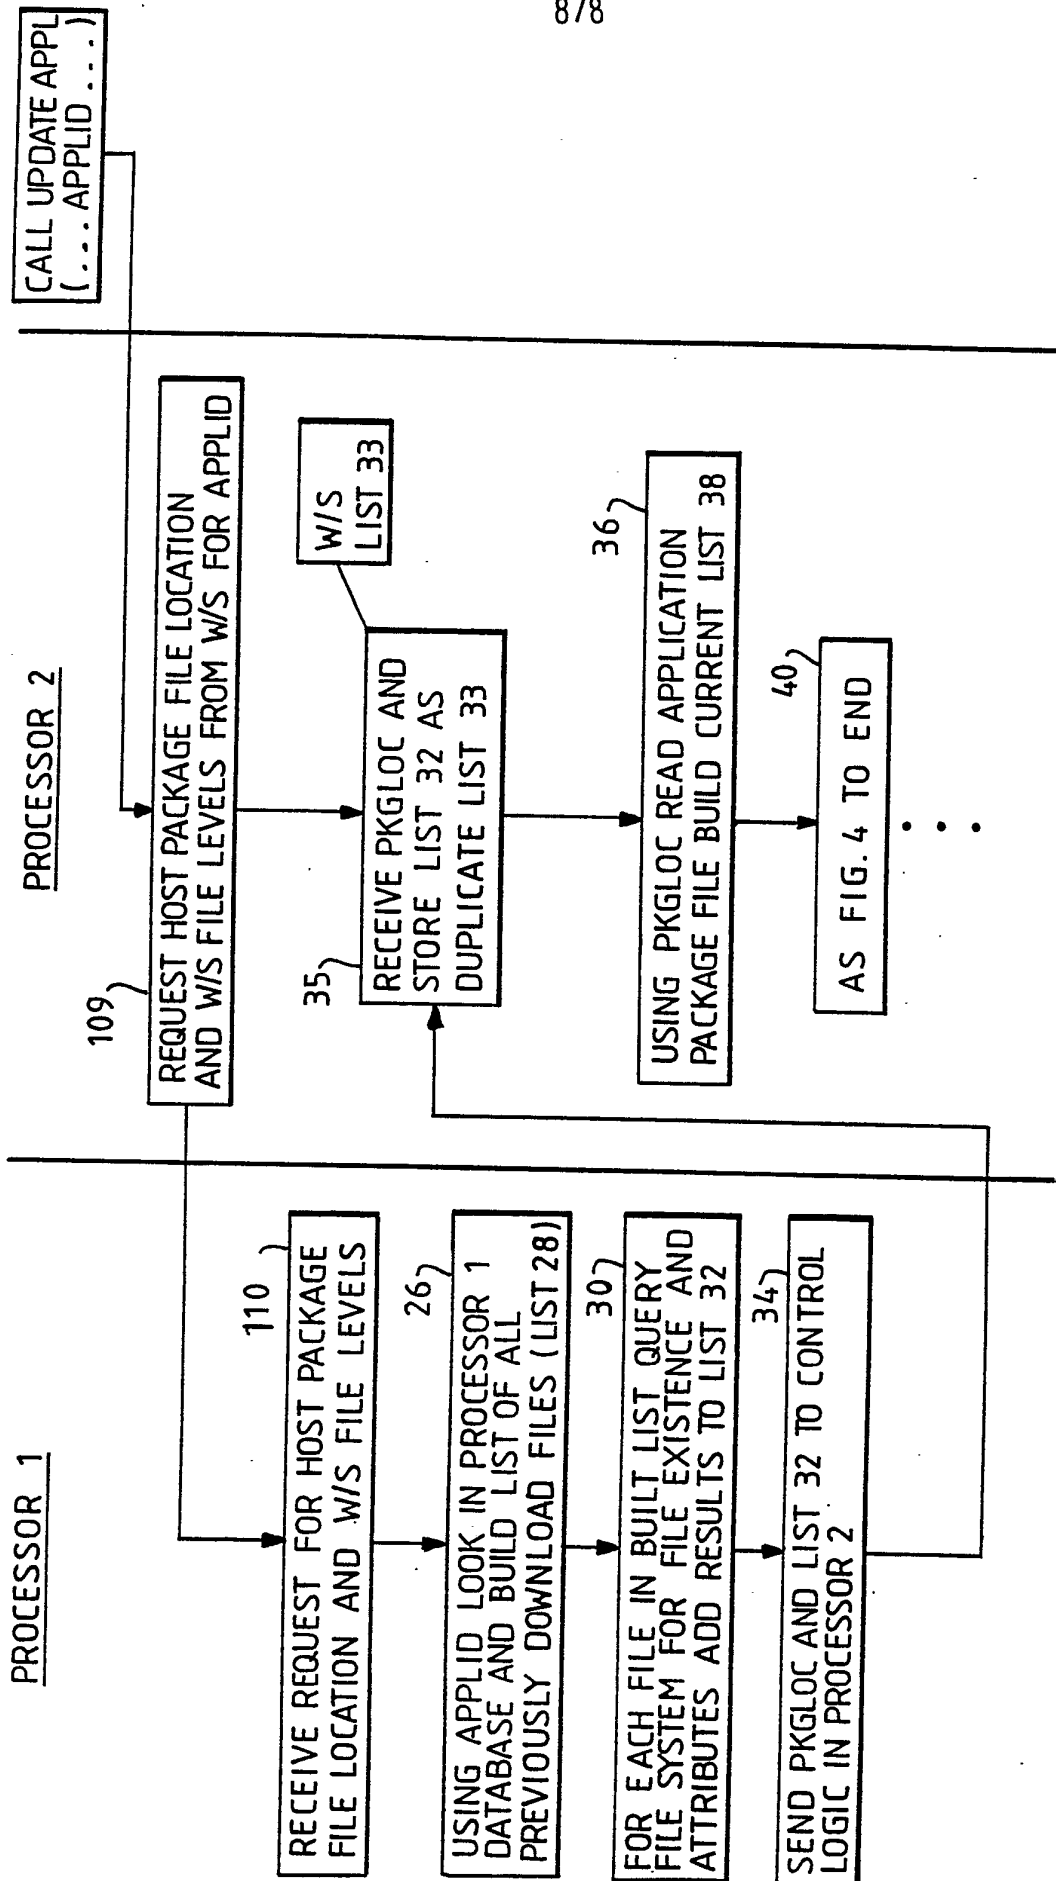 8/8
PROCESSOR 1
PROCESSOR 2
CALL UPDATE APPL
(... APPLID ....)
109
REQUEST HOST PACKAGE FILE LOCATION
AND W/S FILE LEVELS FROM W/S FOR APPLID
110
RECEIVE REQUEST FOR HOST PACKAGE
FILE LOCATION AND W/S FILE LEVELS
26
USING APPLID LOOK IN PROCESSOR 1
DATABASE AND BUILD LIST OF ALL
PREVIOUSLY DOWNLOAD FILES (LIST 28)
30
FOR EACH FILE IN BUILT LIST QUERY
FILE SYSTEM FOR FILE EXISTENCE AND
ATTRIBUTES ADD RESULTS TO LIST 32
34
SEND PKGLOC AND LIST 32 TO CONTROL
LOGIC IN PROCESSOR 2
W/S
LIST 33
35
RECEIVE PKGLOC AND
STORE LIST 32 AS
DUPLICATE LIST 33
36
USING PKGLOC READ APPLICATION
PACKAGE FILE BUILD CURRENT LIST 38
40
AS FIG. 4 TO END
. . .